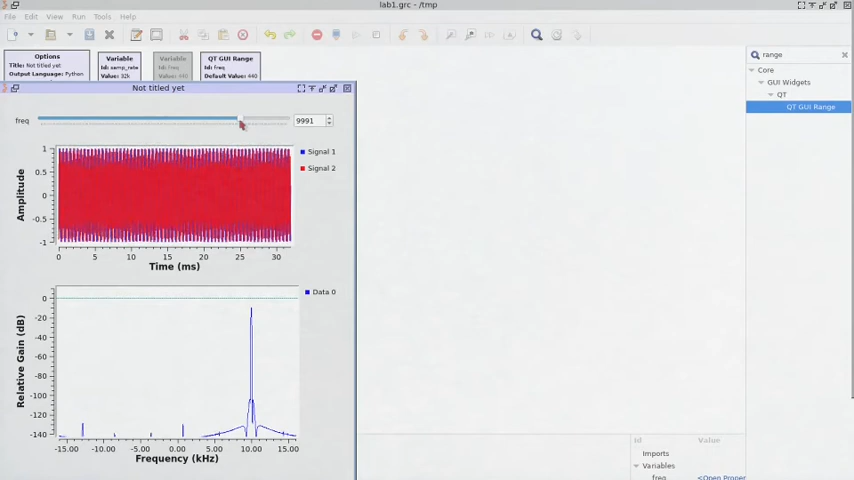 lab1.grc - /tmp
File Edit View Run Tools Help
Options
Title: Not titled yet
Output Language: Python
Variable
Id: samp_rate
Value: 32k
Variable
Id: freq
Value: 440
QT GUI Range
Id: freq
Default Value: 440
range
Core
GUI Widgets
QT
QT GUI Range
Not titled yet
freq
9991
1
0.5
0
-0.5
-1
Amplitude
Signal 1
Signal 2
0 5 10 15 20 25 30
Time (ms)
0
-20
-40
-60
-80
-100
-120
-140
Relative Gain (dB)
Data 0
-15.00 -10.00 -5.00 0.00 5.00 10.00 15.00
Frequency (kHz)
Id Value
Imports
Variables
freq <Open Proper